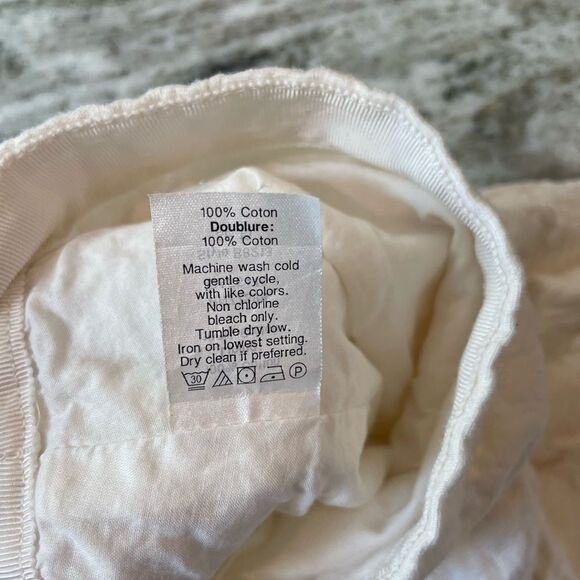 100% Coton
Doublure:
100% Coton
Machine wash cold
gentle cycle,
with like colors.
Non chlorine
bleach only.
Tumble dry low.
Iron on lowest setting.
Dry clean if preferred.
30 P